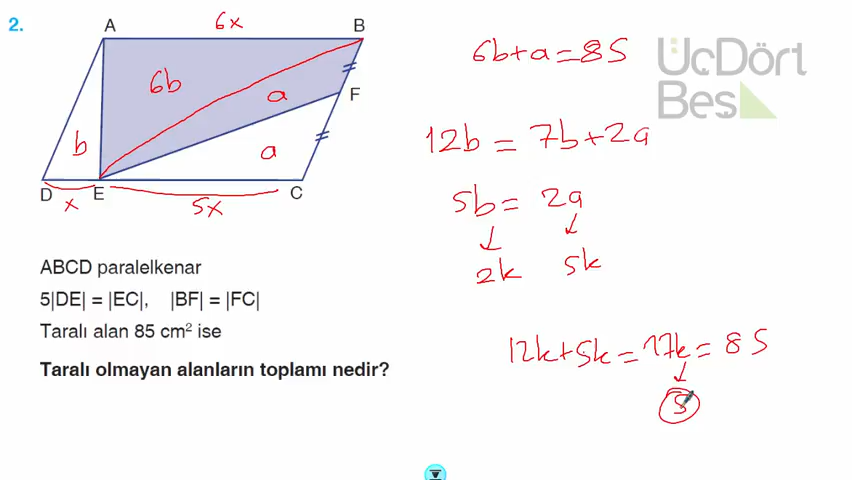 2.
A 6x B
6b
a
F
b
a
D E C
x 5x
6b+a=85
ÜçDört
Beş
12b = 7b+2a
5b = 2a
2k 5k
ABCD paralelkenar
5|DE| = |EC|, |BF| = |FC|
Taralı alan 85 cm² ise
Taralı olmayan alanların toplamı nedir?
12k+5k=17k=85
5